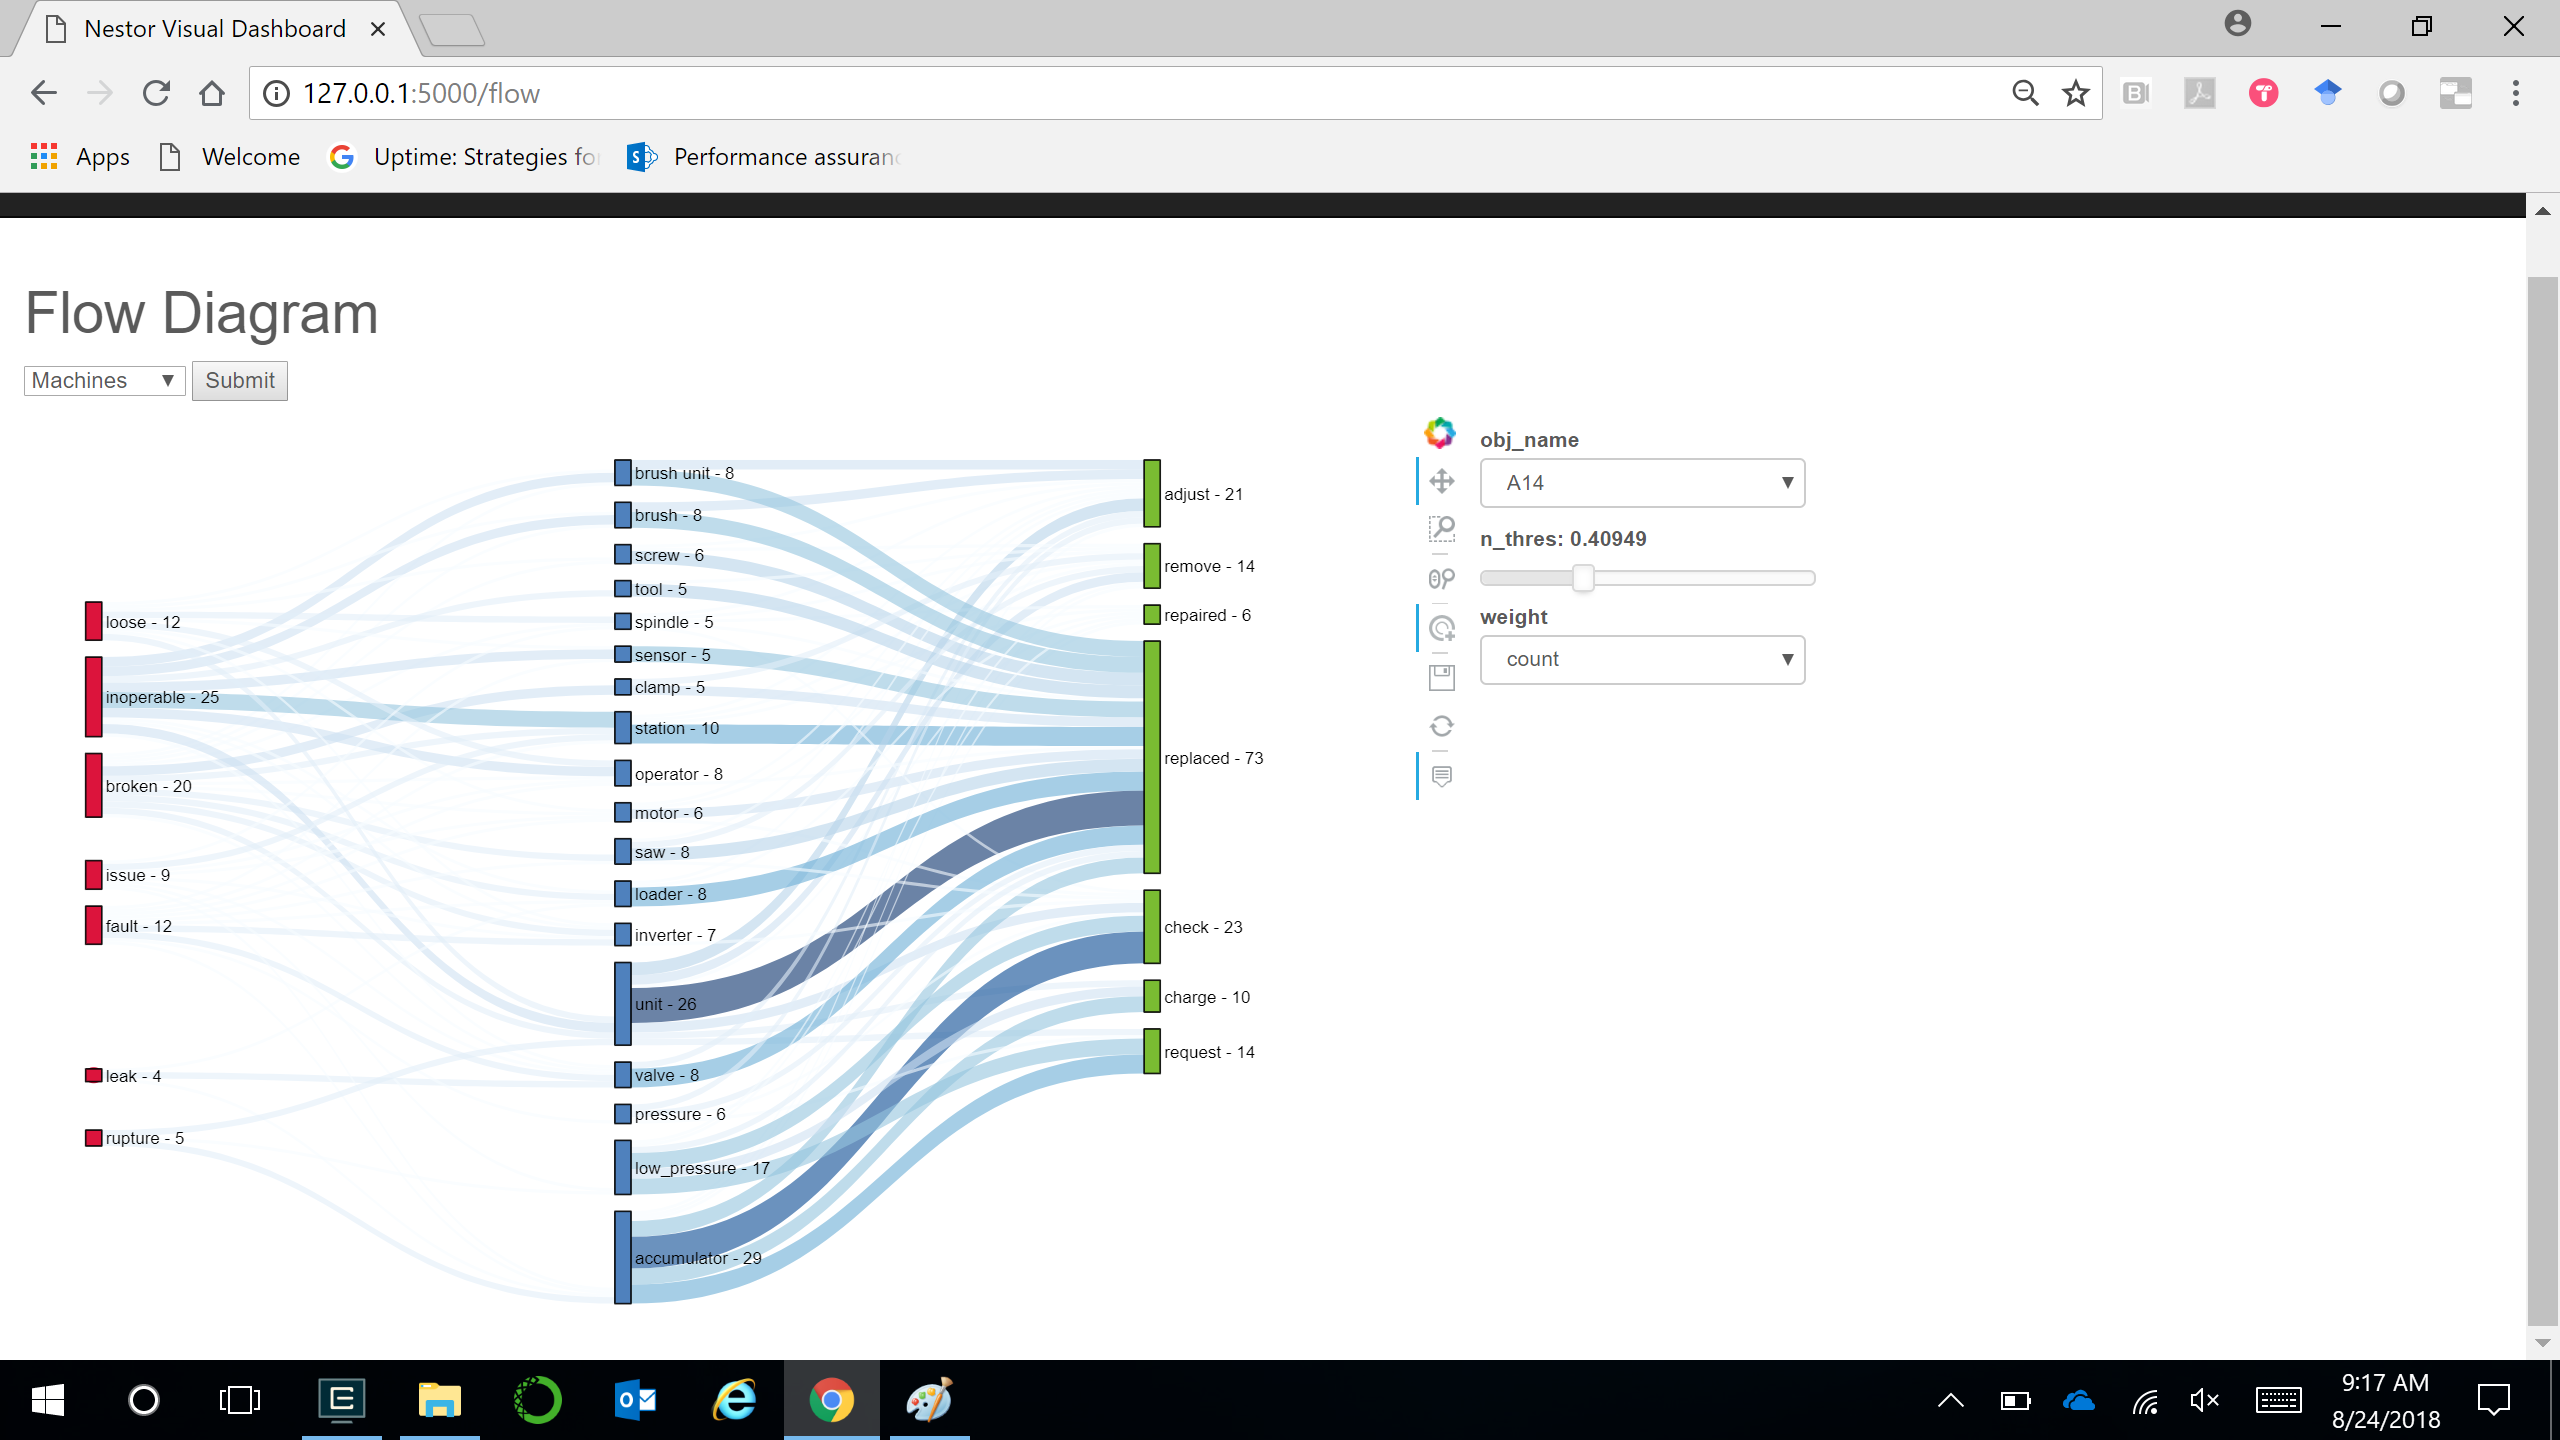 Nestor Visual Dashboard
127.0.0.1:5000/flow
Apps Welcome Uptime: Strategies fo Performance assuran
Flow Diagram
Machines Submit
loose - 12
inoperable - 25
broken - 20
issue - 9
fault - 12
leak - 4
rupture - 5
brush unit - 8
brush - 8
screw - 6
tool - 5
spindle - 5
sensor - 5
clamp - 5
station - 10
operator - 8
motor - 6
saw - 8
loader - 8
inverter - 7
unit - 26
valve - 8
pressure - 6
low_pressure - 17
accumulator - 29
adjust - 21
remove - 14
repaired - 6
replaced - 73
check - 23
charge - 10
request - 14
obj_name
A14
n_thres: 0.40949
weight
count
9:17 AM
8/24/2018